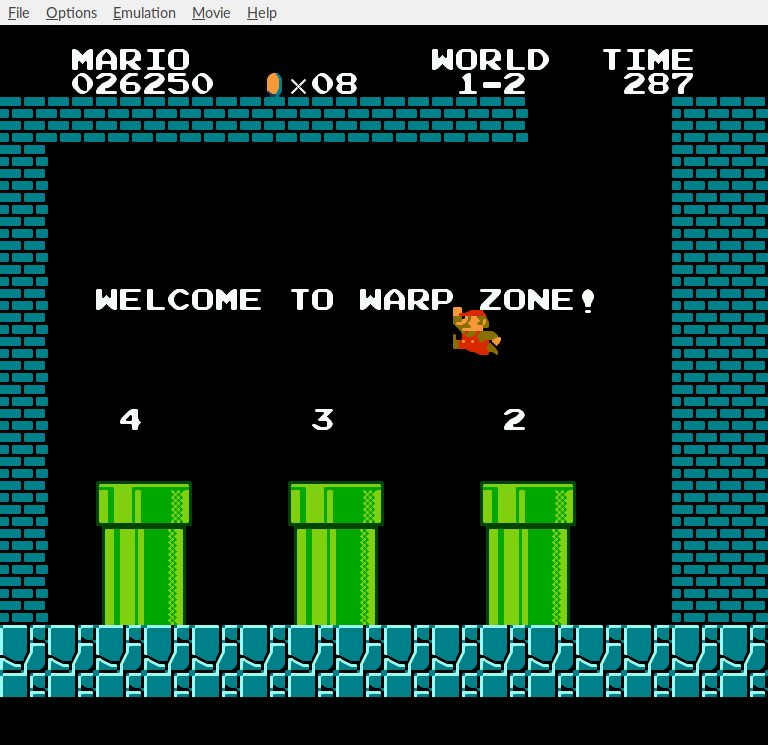 File Options Emulation Movie Help
MARIO WORLD TIME
026250 ×08 1-2 287
WELCOME TO WARP ZONE!
4 3 2